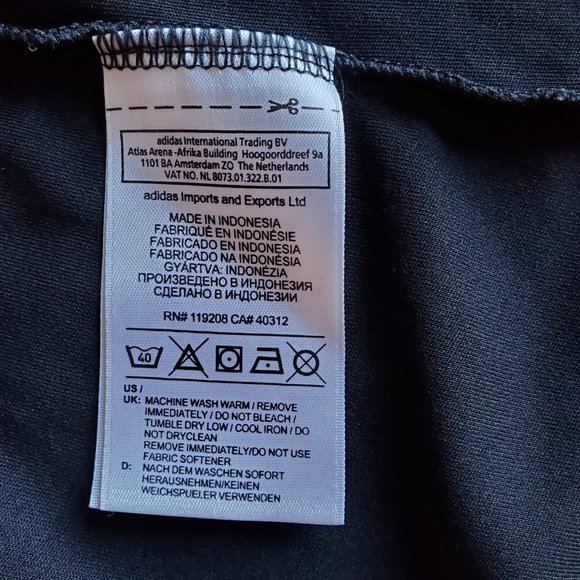 adidas International Trading BV
Atlas Arena -Afrika Building Hoogoorddreef 9a
1101 BA Amsterdam ZO The Netherlands
VAT NO. NL 8073.01.322.B.01
adidas Imports and Exports Ltd
MADE IN INDONESIA
FABRIQUÉ EN INDONÉSIE
FABRICADO EN INDONESIA
FABRICADO NA INDONÉSIA
GYÁRTVA: INDONÉZIA
ПРОИЗВЕДЕНО В ИНДОНЕЗИЯ
СДЕЛАНО В ИНДОНЕЗИИ
RN# 119208 CA# 40312
40
US /
UK: MACHINE WASH WARM / REMOVE
IMMEDIATELY / DO NOT BLEACH /
TUMBLE DRY LOW / COOL IRON / DO
NOT DRYCLEAN
REMOVE IMMEDIATELY/DO NOT USE
FABRIC SOFTENER
D: NACH DEM WASCHEN SOFORT
HERAUSNEHMEN/KEINEN
WEICHSPUELER VERWENDEN